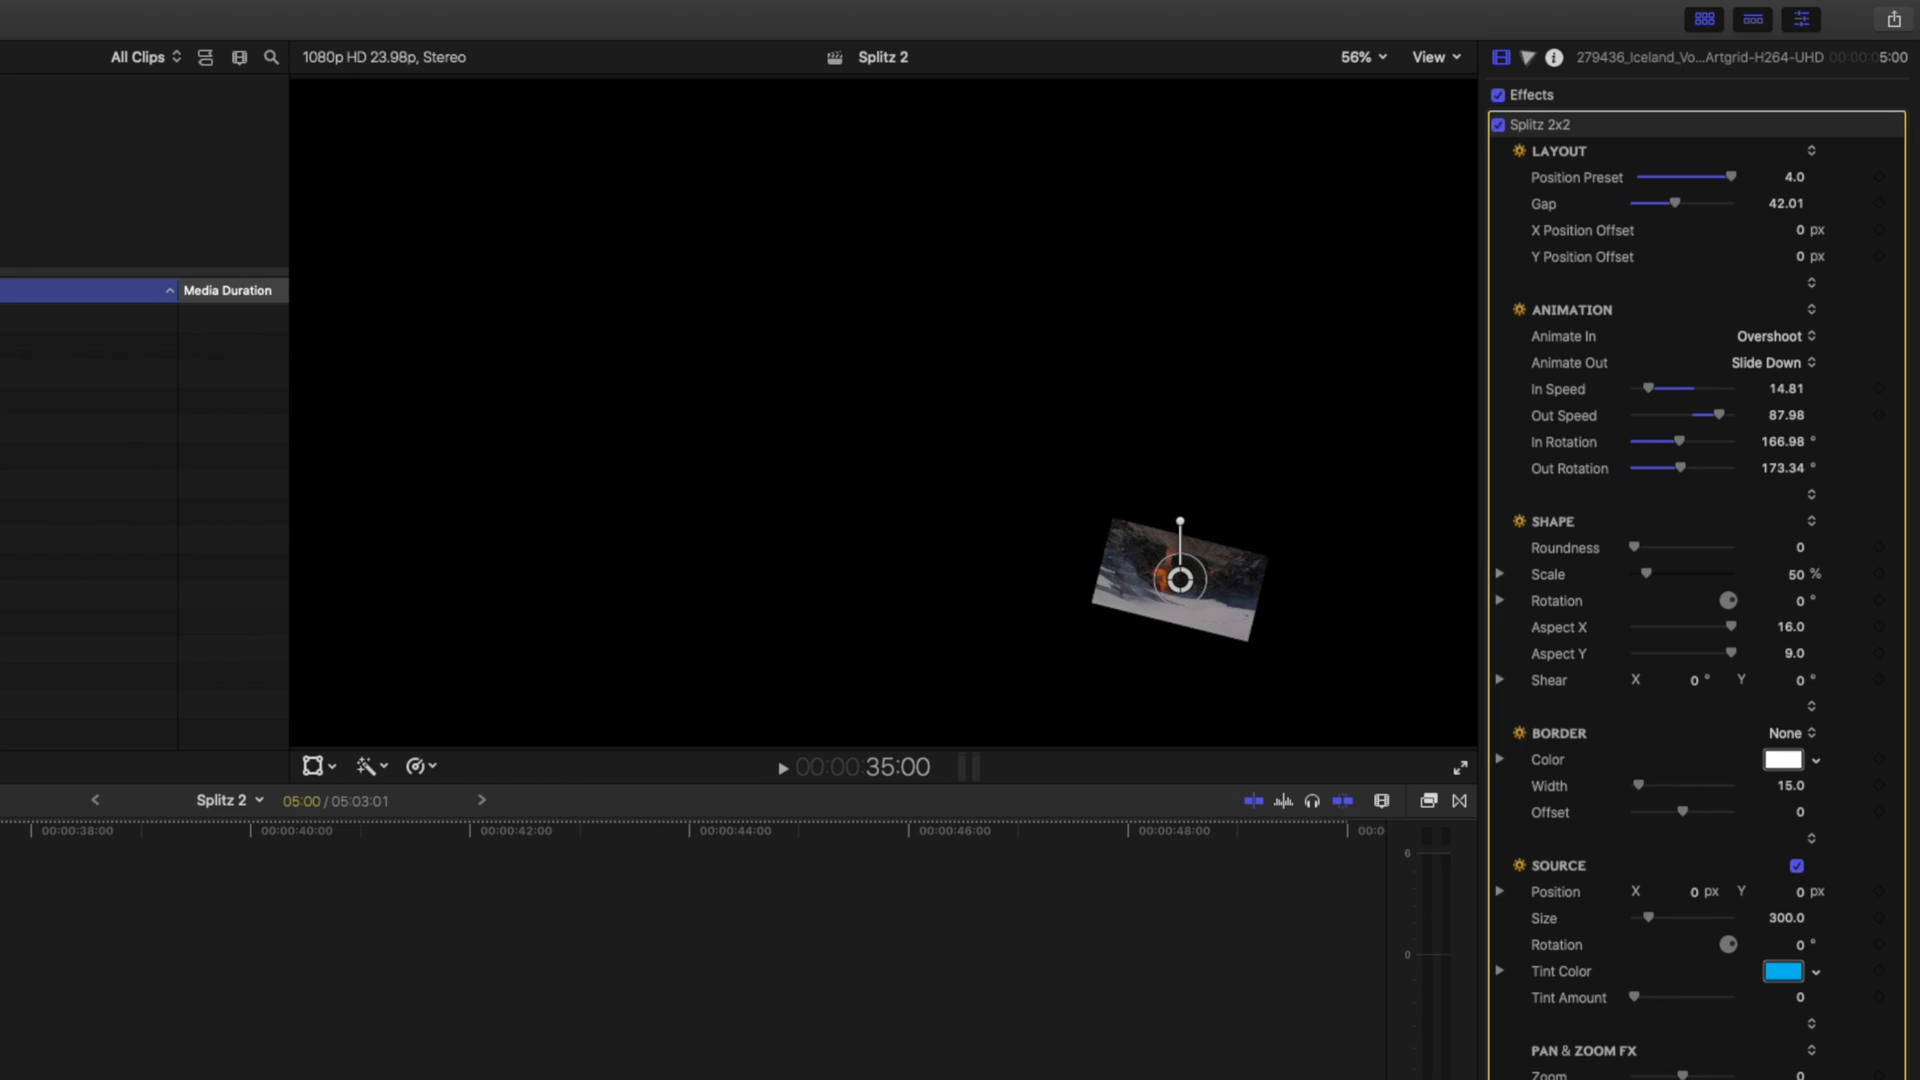 All Clips
1080p HD 23.98p, Stereo
Splitz 2
56%
View
279436_Iceland_Vo...Artgrid-H264-UHD 00:00:05:00
Effects
Splitz 2x2
LAYOUT
Position Preset 4.0
Gap 42.01
X Position Offset 0 px
Y Position Offset 0 px
ANIMATION
Animate In Overshoot
Animate Out Slide Down
In Speed 14.81
Out Speed 87.98
In Rotation 166.98 °
Out Rotation 173.34 °
SHAPE
Roundness 0
Scale 50 %
Rotation 0 °
Aspect X 16.0
Aspect Y 9.0
Shear X 0 ° Y 0 °
BORDER None
Color
Width 15.0
Offset 0
SOURCE
Position X 0 px Y 0 px
Size 300.0
Rotation 0 °
Tint Color
Tint Amount 0
PAN & ZOOM FX
Zoom 0
Media Duration
00:00:00:35:00
Splitz 2
05:00 / 05:03:01
00:00:38:00
00:00:40:00
00:00:42:00
00:00:44:00
00:00:46:00
00:00:48:00
00:0
6
0